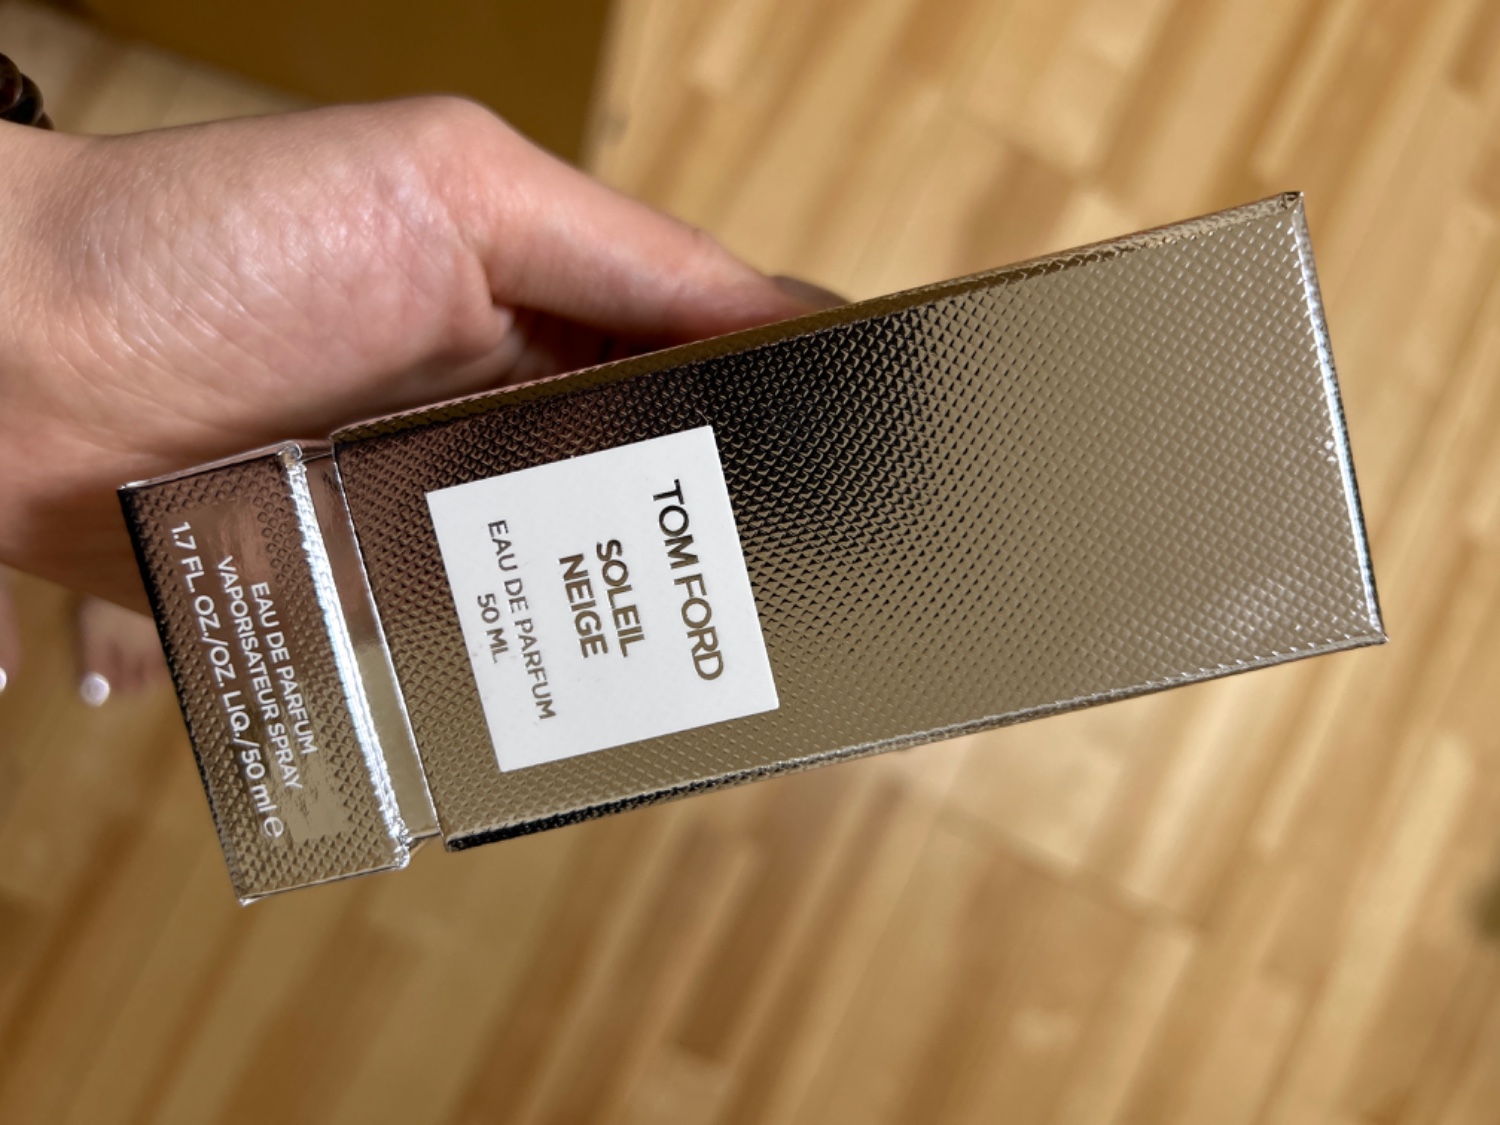 TOM FORD
SOLEIL
NEIGE
EAU DE PARFUM
50 ML
EAU DE PARFUM
VAPORISATEUR SPRAY
1.7 FL. OZ./OZ. LIQ./50 ml ℮